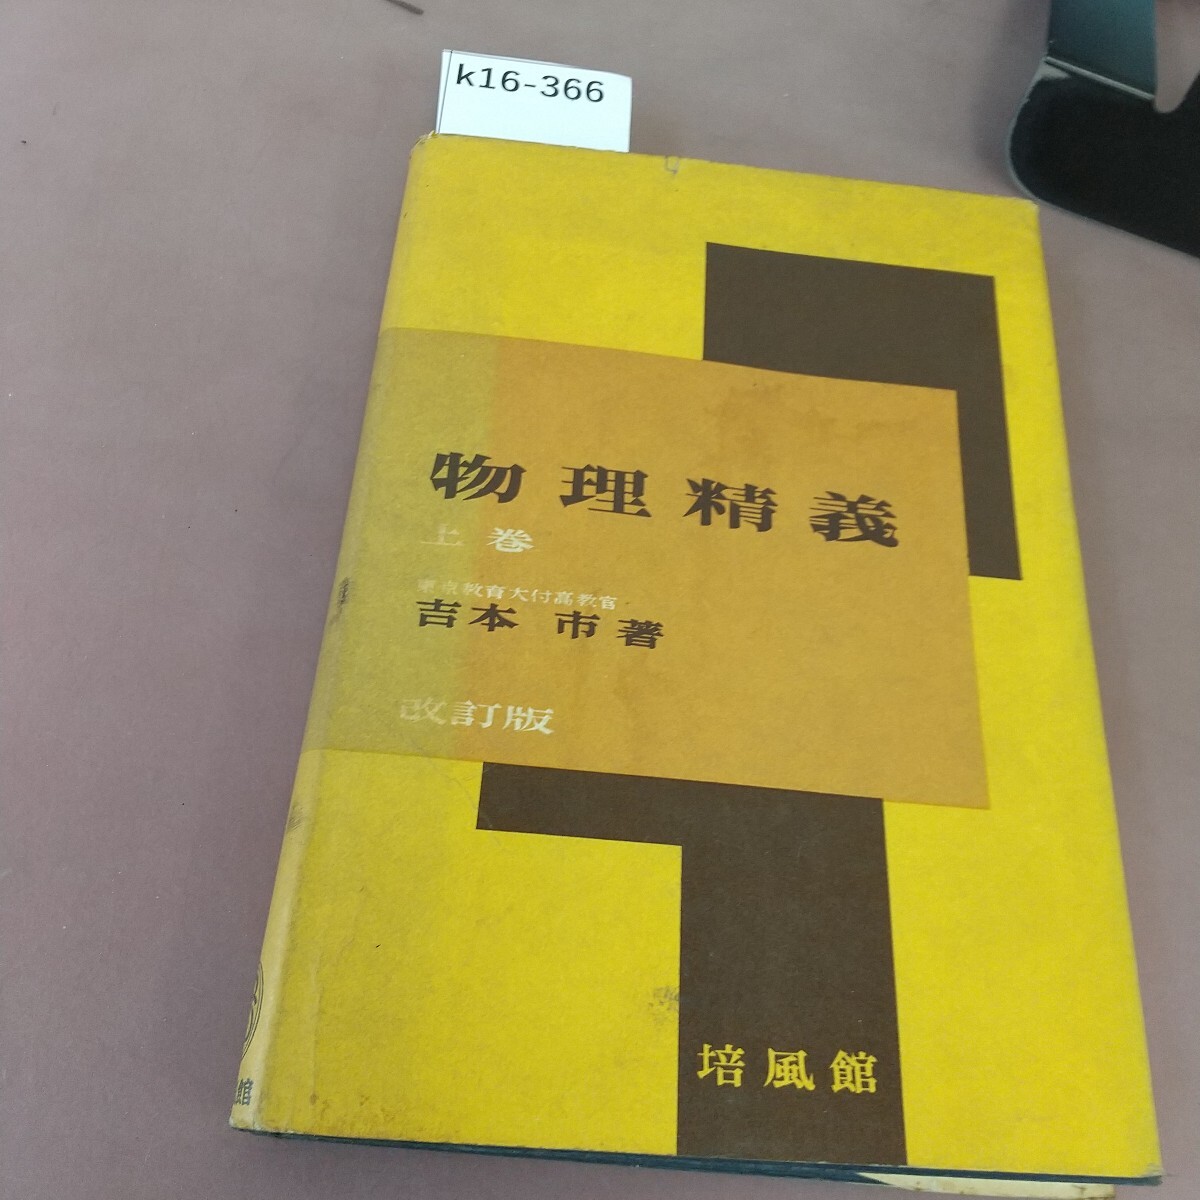 k16-366
物理精義
上巻
東京教育大付高教官
吉本 市 著
改訂版
培風館
館